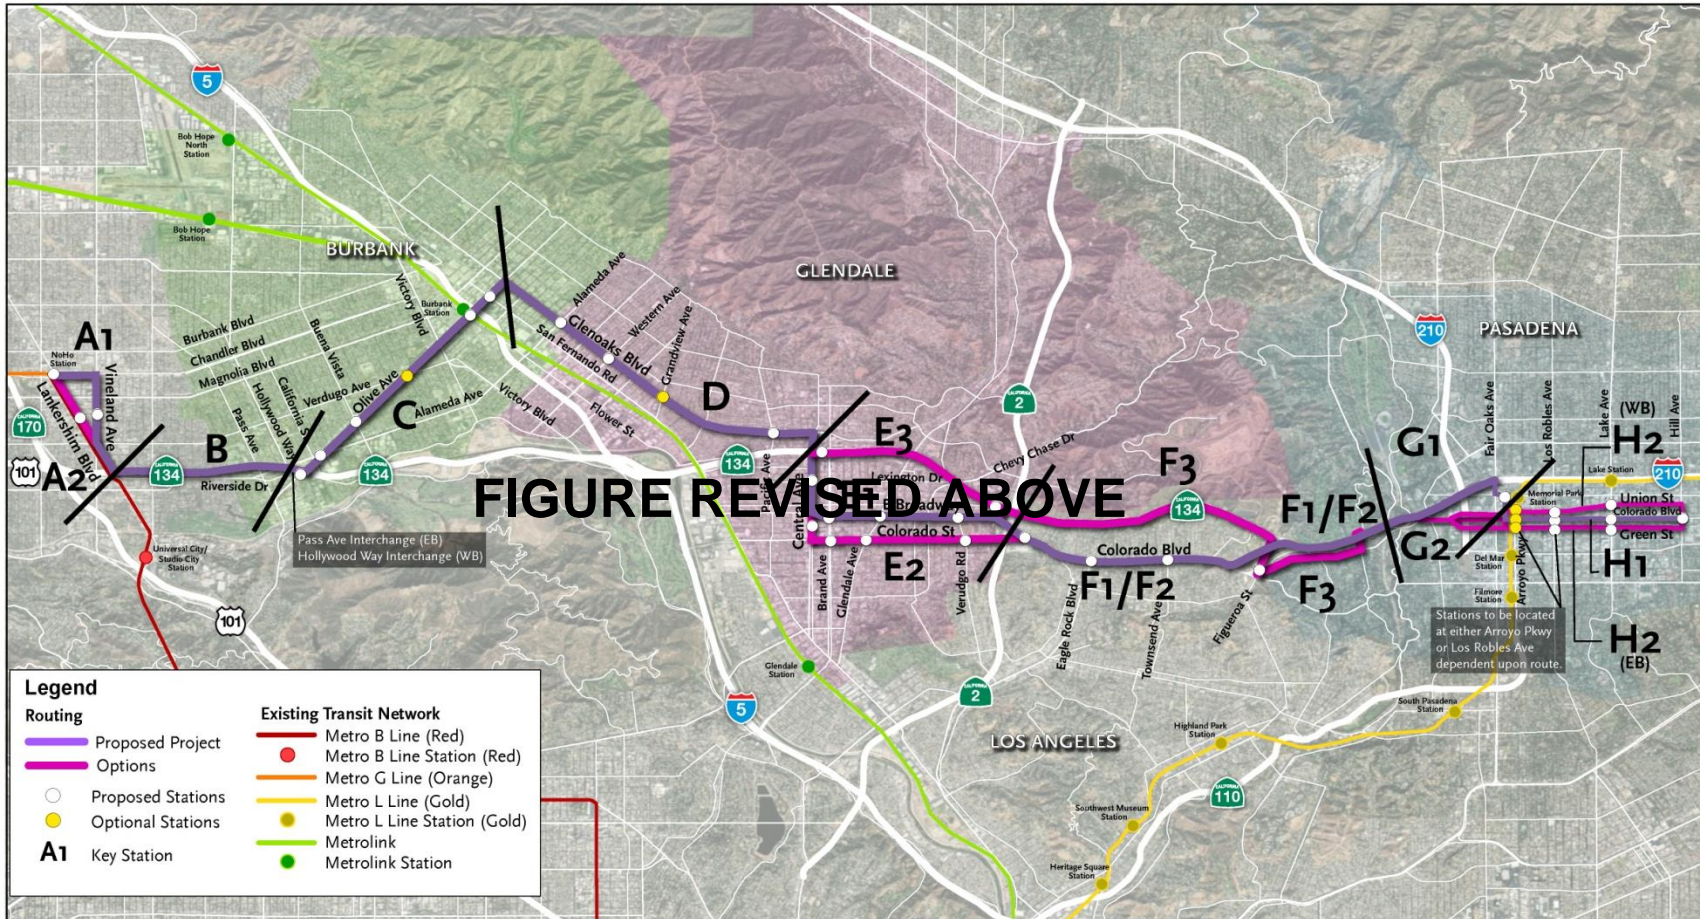 5
Bob Hope
North
Station
Bob Hope
Station
BURBANK
GLENDALE
PASADENA
LOS ANGELES
210
Burbank
Station
Victory Blvd
Alameda Ave
Western Ave
Grandview Ave
Glenoaks Blvd
San Fernando Rd
Flower St
Victory Blvd
Burbank Blvd
Chandler Blvd
Magnolia Blvd
Buena Vista
Verdugo Ave
Olive Ave
Alameda Ave
California St
Hollywood Way
Pass Ave
A1
NoHo
Station
Vineland Ave
Lankershim Blvd
CALIFORNIA
170
101
A2
B
CALIFORNIA
134
Riverside Dr
C
CALIFORNIA
134
D
CALIFORNIA
134
E3
CALIFORNIA
2
Chevy Chase Dr
Lexington Dr
Pacific Ave
Central Ave
FIGURE REVISED ABOVE
Broadway
Colorado St
E2
Brand Ave
Glendale Ave
Verudgo Rd
F3
CALIFORNIA
134
F1/F2
Colorado Blvd
F1/F2
F3
Eagle Rock Blvd
Townsend Ave
Figueroa St
G1
G2
Fair Oaks Ave
Los Robles Ave
Lake Ave
Hill Ave
(WB)
H2
Lake Station
210
Memorial Park
Station
Union St
Colorado Blvd
Green St
H1
Del Mar
Station
Filmore
Station
Arroyo Pkwy
Stations to be located
at either Arroyo Pkwy
or Los Robles Ave
dependent upon route.
H2
(EB)
Pass Ave Interchange (EB)
Hollywood Way Interchange (WB)
Universal City/
Studio City
Station
101
Glendale
Station
5
CALIFORNIA
2
South Pasadena
Station
Highland Park
Station
CALIFORNIA
110
Southwest Museum
Station
Heritage Square
Station
Legend
Routing
Proposed Project
Options
Proposed Stations
Optional Stations
A1 Key Station
Existing Transit Network
Metro B Line (Red)
Metro B Line Station (Red)
Metro G Line (Orange)
Metro L Line (Gold)
Metro L Line Station (Gold)
Metrolink
Metrolink Station